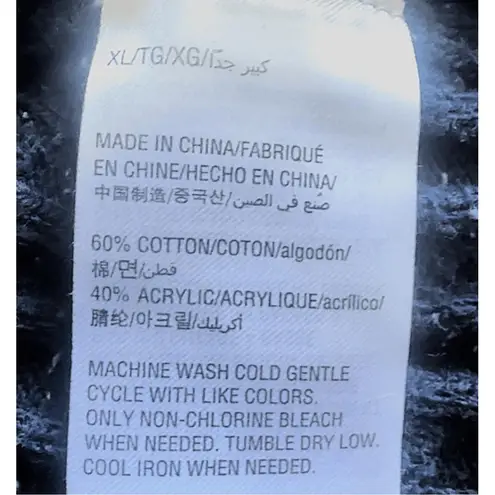 XL/TG/XG/كبير جدًا
MADE IN CHINA/FABRIQUÉ
EN CHINE/HECHO EN CHINA/
中国制造/중국산/صُنع في الصين
60% COTTON/COTON/algodón/
棉/면/قطن
40% ACRYLIC/ACRYLIQUE/acrílico/
腈纶/아크릴/أكريليك
MACHINE WASH COLD GENTLE
CYCLE WITH LIKE COLORS.
ONLY NON-CHLORINE BLEACH
WHEN NEEDED. TUMBLE DRY LOW.
COOL IRON WHEN NEEDED.